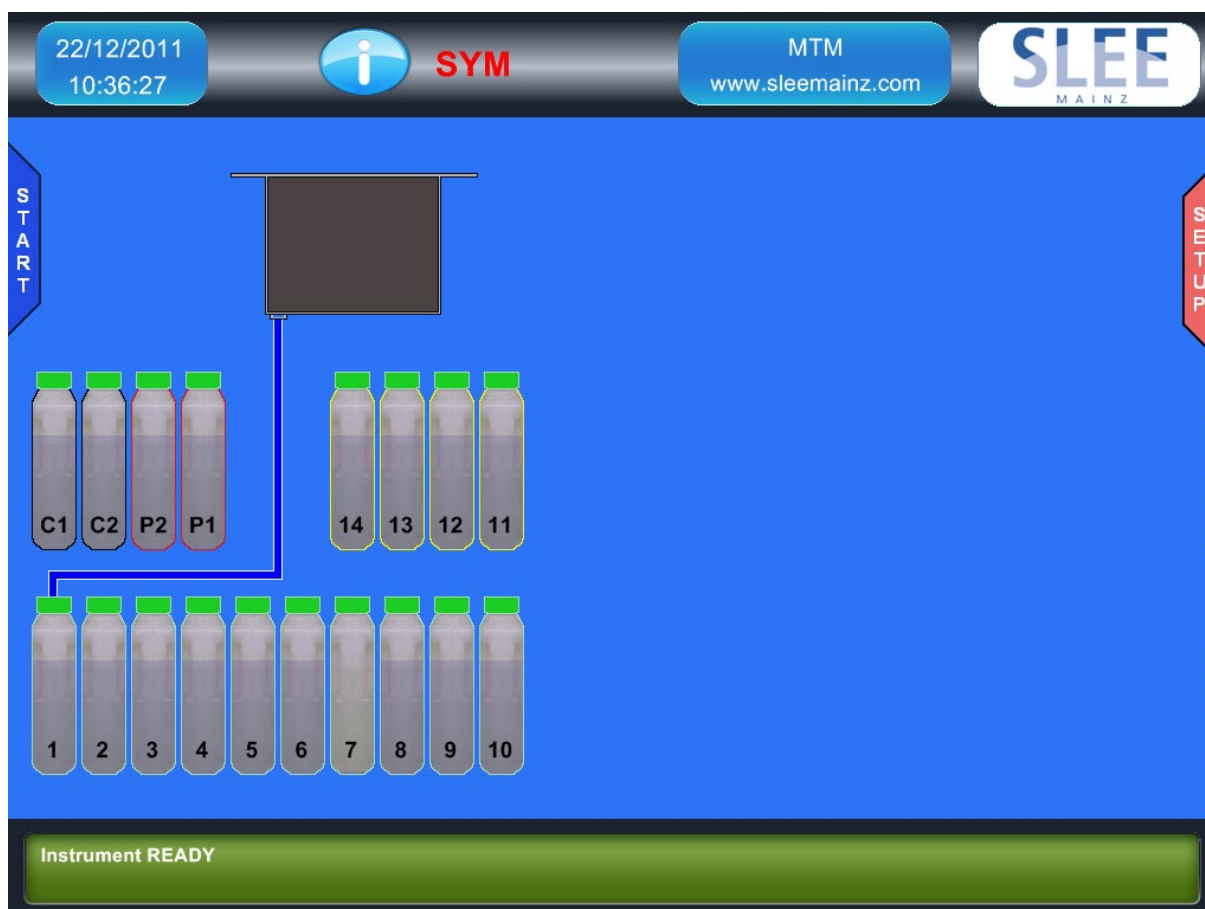 22/12/2011
10:36:27
SYM
MTM
www.sleemainz.com
SLEE
MAINZ
START
SETUP
C1 C2 P2 P1 14 13 12 11
1 2 3 4 5 6 7 8 9 10
Instrument READY